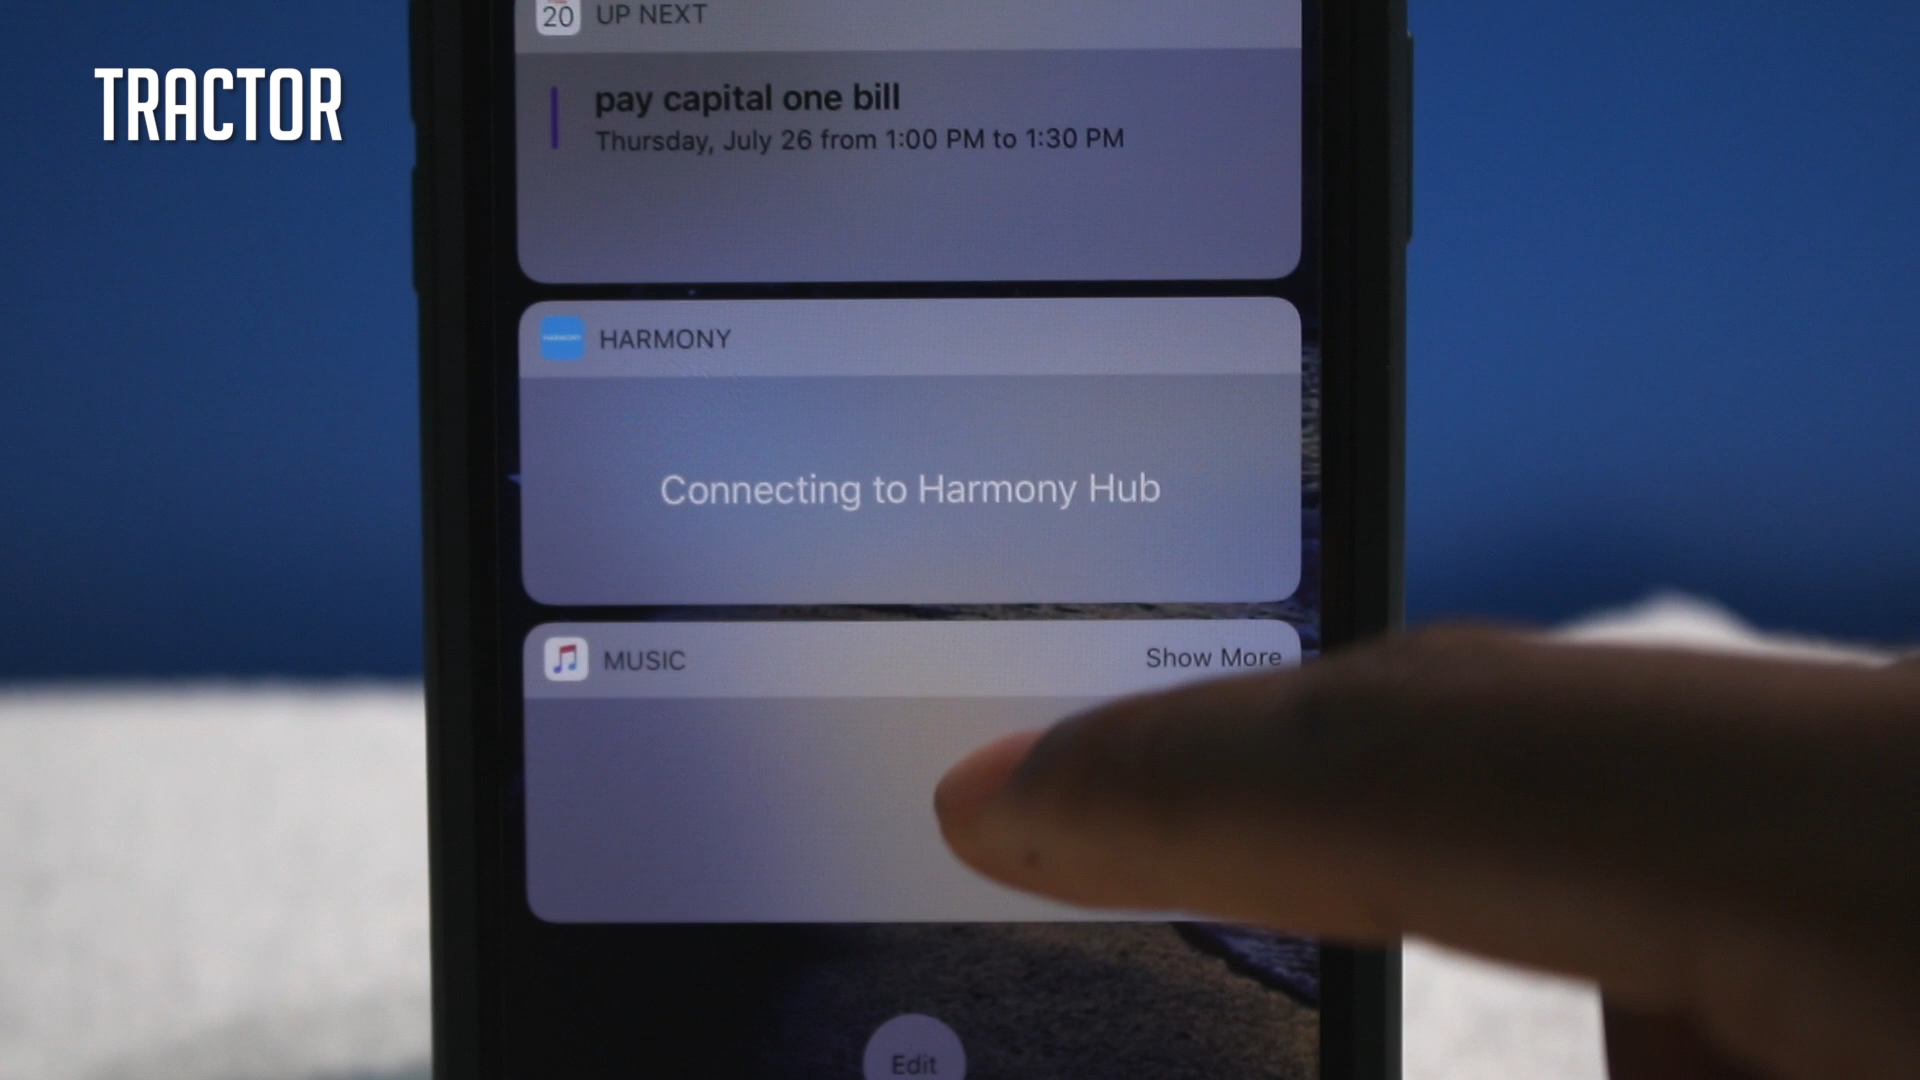 TRACTOR
20
UP NEXT
pay capital one bill
Thursday, July 26 from 1:00 PM to 1:30 PM
HARMONY
HARMONY
Connecting to Harmony Hub
MUSIC
Show More
Edit